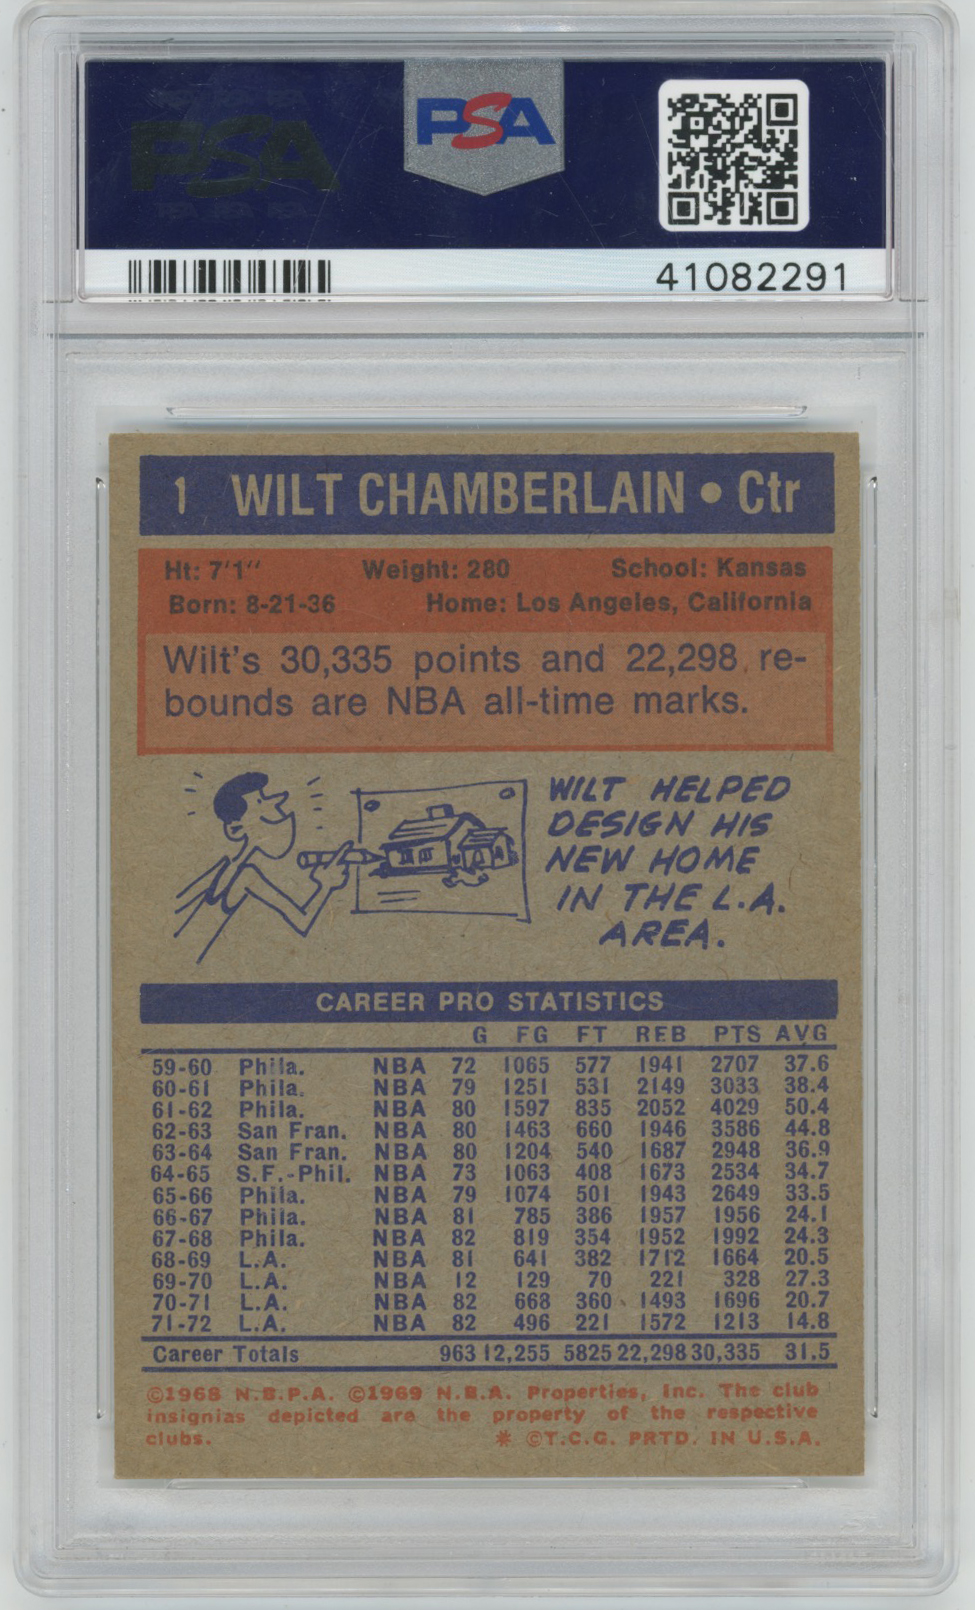 PSA
PSA
41082291
1 WILT CHAMBERLAIN • Ctr
Ht: 7'1" Weight: 280 School: Kansas
Born: 8-21-36 Home: Los Angeles, California
Wilt's 30,335 points and 22,298 re-
bounds are NBA all-time marks.
WILT HELPED
DESIGN HIS
NEW HOME
IN THE L.A.
AREA.
CAREER PRO STATISTICS
G FG FT REB PTS AVG
59-60 Phila. NBA 72 1065 577 1941 2707 37.6
60-61 Phila. NBA 79 1251 531 2149 3033 38.4
61-62 Phila. NBA 80 1597 835 2052 4029 50.4
62-63 San Fran. NBA 80 1463 660 1946 3586 44.8
63-64 San Fran. NBA 80 1204 540 1687 2948 36.9
64-65 S.F.-Phil. NBA 73 1063 408 1673 2534 34.7
65-66 Phila. NBA 79 1074 501 1943 2649 33.5
66-67 Phila. NBA 81 785 386 1957 1956 24.1
67-68 Phila. NBA 82 819 354 1952 1992 24.3
68-69 L.A. NBA 81 641 382 1712 1664 20.5
69-70 L.A. NBA 12 129 70 221 328 27.3
70-71 L.A. NBA 82 668 360 1493 1696 20.7
71-72 L.A. NBA 82 496 221 1572 1213 14.8
Career Totals 963 12,255 5825 22,298 30,335 31.5
©1968 N.B.P.A. ©1969 N.B.A. Properties, Inc. The club
insignias depicted are the property of the respective
clubs. * ©T.C.G. PRTD. IN U.S.A.